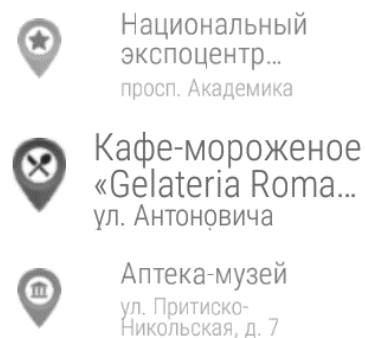 Национальный
экспоцентр...
просп. Академика
Кафе-мороженое
«Gelateria Roma...
ул. Антоновича
Аптека-музей
ул. Притиско-
Никольская, д. 7